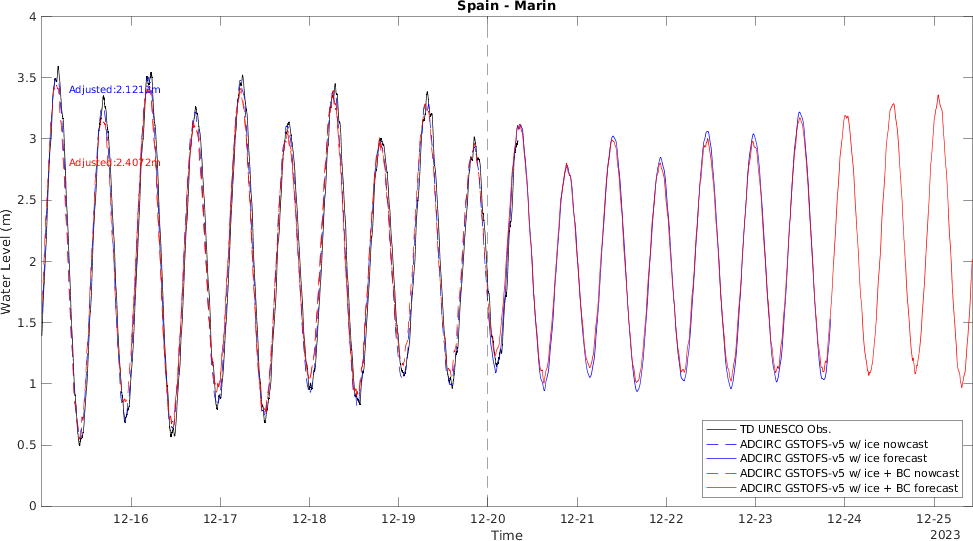 Spain - Marin
4
3.5
3
2.5
2
1.5
1
0.5
0
Water Level (m)
Adjusted:2.4072m
12-16
12-17
12-18
12-19
12-20
12-21
12-22
12-23
12-24
12-25
Time
2023
TD UNESCO Obs.
ADCIRC GSTOFS-v5 w/ ice nowcast
ADCIRC GSTOFS-v5 w/ ice forecast
ADCIRC GSTOFS-v5 w/ ice + BC nowcast
ADCIRC GSTOFS-v5 w/ ice + BC forecast